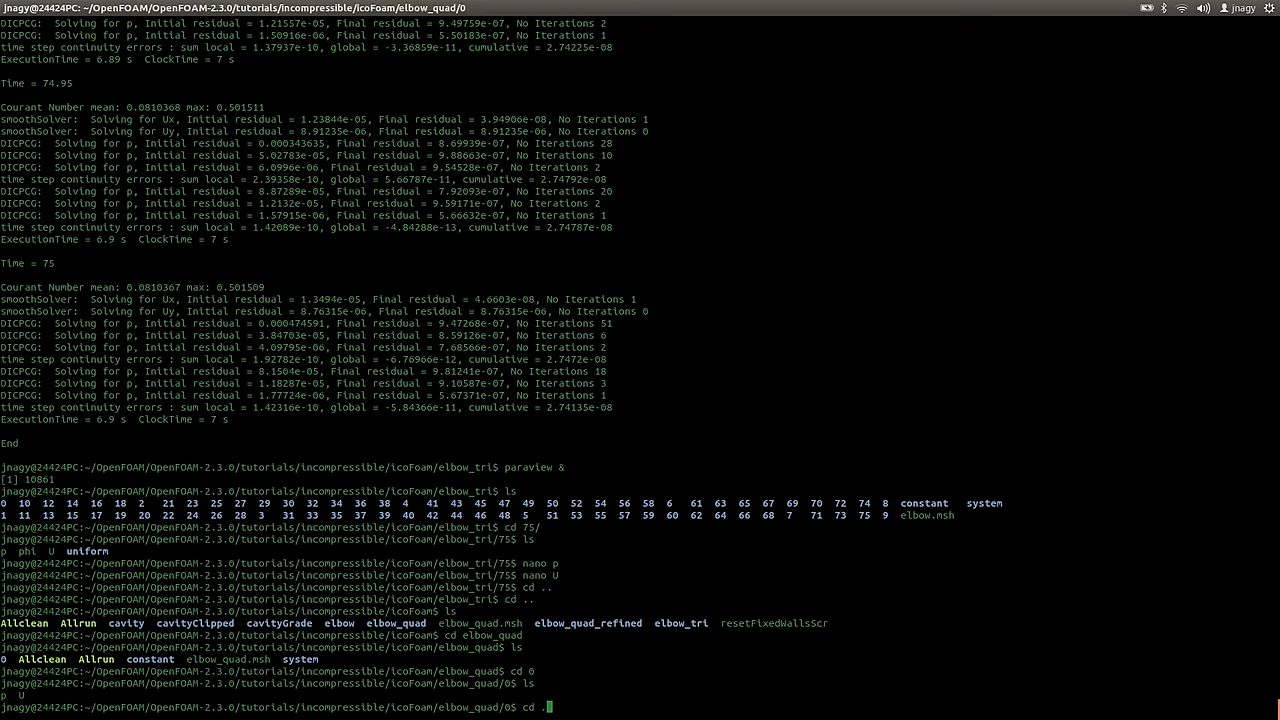 jnagy@24424PC: ~/OpenFOAM/OpenFOAM-2.3.0/tutorials/incompressible/icoFoam/elbow_quad/0 jnagy
DICPCG:  Solving for p, Initial residual = 1.21557e-05, Final residual = 9.49759e-07, No Iterations 2
DICPCG:  Solving for p, Initial residual = 1.50916e-06, Final residual = 5.50183e-07, No Iterations 1
time step continuity errors : sum local = 1.37937e-10, global = -3.36859e-11, cumulative = 2.74225e-08
ExecutionTime = 6.89 s  ClockTime = 7 s
Time = 74.95
Courant Number mean: 0.0810368 max: 0.501511
smoothSolver:  Solving for Ux, Initial residual = 1.23844e-05, Final residual = 3.94906e-08, No Iterations 1
smoothSolver:  Solving for Uy, Initial residual = 8.91235e-06, Final residual = 8.91235e-06, No Iterations 0
DICPCG:  Solving for p, Initial residual = 0.000343635, Final residual = 8.69939e-07, No Iterations 28
DICPCG:  Solving for p, Initial residual = 5.02783e-05, Final residual = 9.88663e-07, No Iterations 10
DICPCG:  Solving for p, Initial residual = 6.0996e-06, Final residual = 9.54528e-07, No Iterations 2
time step continuity errors : sum local = 2.39358e-10, global = 5.66787e-11, cumulative = 2.74792e-08
DICPCG:  Solving for p, Initial residual = 8.87289e-05, Final residual = 7.92093e-07, No Iterations 20
DICPCG:  Solving for p, Initial residual = 1.2132e-05, Final residual = 9.59171e-07, No Iterations 2
DICPCG:  Solving for p, Initial residual = 1.57915e-06, Final residual = 5.66632e-07, No Iterations 1
time step continuity errors : sum local = 1.42089e-10, global = -4.84288e-13, cumulative = 2.74787e-08
ExecutionTime = 6.9 s  ClockTime = 7 s
Time = 75
Courant Number mean: 0.0810367 max: 0.501509
smoothSolver:  Solving for Ux, Initial residual = 1.3494e-05, Final residual = 4.6603e-08, No Iterations 1
smoothSolver:  Solving for Uy, Initial residual = 8.76315e-06, Final residual = 8.76315e-06, No Iterations 0
DICPCG:  Solving for p, Initial residual = 0.000474591, Final residual = 9.47268e-07, No Iterations 51
DICPCG:  Solving for p, Initial residual = 3.84703e-05, Final residual = 8.59126e-07, No Iterations 6
DICPCG:  Solving for p, Initial residual = 4.09795e-06, Final residual = 7.68566e-07, No Iterations 2
time step continuity errors : sum local = 1.92782e-10, global = -6.76966e-12, cumulative = 2.7472e-08
DICPCG:  Solving for p, Initial residual = 8.1504e-05, Final residual = 9.81241e-07, No Iterations 18
DICPCG:  Solving for p, Initial residual = 1.18287e-05, Final residual = 9.10587e-07, No Iterations 3
DICPCG:  Solving for p, Initial residual = 1.77724e-06, Final residual = 5.67371e-07, No Iterations 1
time step continuity errors : sum local = 1.42316e-10, global = -5.84366e-11, cumulative = 2.74135e-08
ExecutionTime = 6.9 s  ClockTime = 7 s
End
jnagy@24424PC:~/OpenFOAM/OpenFOAM-2.3.0/tutorials/incompressible/icoFoam/elbow_tri$ paraview &
[1] 10861
jnagy@24424PC:~/OpenFOAM/OpenFOAM-2.3.0/tutorials/incompressible/icoFoam/elbow_tri$ ls
0  10  12  14  16  18  2   21  23  25  27  29  30  32  34  36  38  4   41  43  45  47  49  50  52  54  56  58  6   61  63  65  67  69  70  72  74  8  constant   system
1  11  13  15  17  19  20  22  24  26  28  3   31  33  35  37  39  40  42  44  46  48  5   51  53  55  57  59  60  62  64  66  68  7   71  73  75  9  elbow.msh
jnagy@24424PC:~/OpenFOAM/OpenFOAM-2.3.0/tutorials/incompressible/icoFoam/elbow_tri$ cd 75/
jnagy@24424PC:~/OpenFOAM/OpenFOAM-2.3.0/tutorials/incompressible/icoFoam/elbow_tri/75$ ls
p  phi  U  uniform
jnagy@24424PC:~/OpenFOAM/OpenFOAM-2.3.0/tutorials/incompressible/icoFoam/elbow_tri/75$ nano p
jnagy@24424PC:~/OpenFOAM/OpenFOAM-2.3.0/tutorials/incompressible/icoFoam/elbow_tri/75$ nano U
jnagy@24424PC:~/OpenFOAM/OpenFOAM-2.3.0/tutorials/incompressible/icoFoam/elbow_tri/75$ cd ..
jnagy@24424PC:~/OpenFOAM/OpenFOAM-2.3.0/tutorials/incompressible/icoFoam/elbow_tri$ cd ..
jnagy@24424PC:~/OpenFOAM/OpenFOAM-2.3.0/tutorials/incompressible/icoFoam$ ls
Allclean  Allrun  cavity  cavityClipped  cavityGrade  elbow  elbow_quad  elbow_quad.msh  elbow_quad_refined  elbow_tri  resetFixedWallsScr
jnagy@24424PC:~/OpenFOAM/OpenFOAM-2.3.0/tutorials/incompressible/icoFoam$ cd elbow_quad
jnagy@24424PC:~/OpenFOAM/OpenFOAM-2.3.0/tutorials/incompressible/icoFoam/elbow_quad$ ls
0  Allclean  Allrun  constant  elbow_quad.msh  system
jnagy@24424PC:~/OpenFOAM/OpenFOAM-2.3.0/tutorials/incompressible/icoFoam/elbow_quad$ cd 0
jnagy@24424PC:~/OpenFOAM/OpenFOAM-2.3.0/tutorials/incompressible/icoFoam/elbow_quad/0$ ls
p  U
jnagy@24424PC:~/OpenFOAM/OpenFOAM-2.3.0/tutorials/incompressible/icoFoam/elbow_quad/0$ cd .